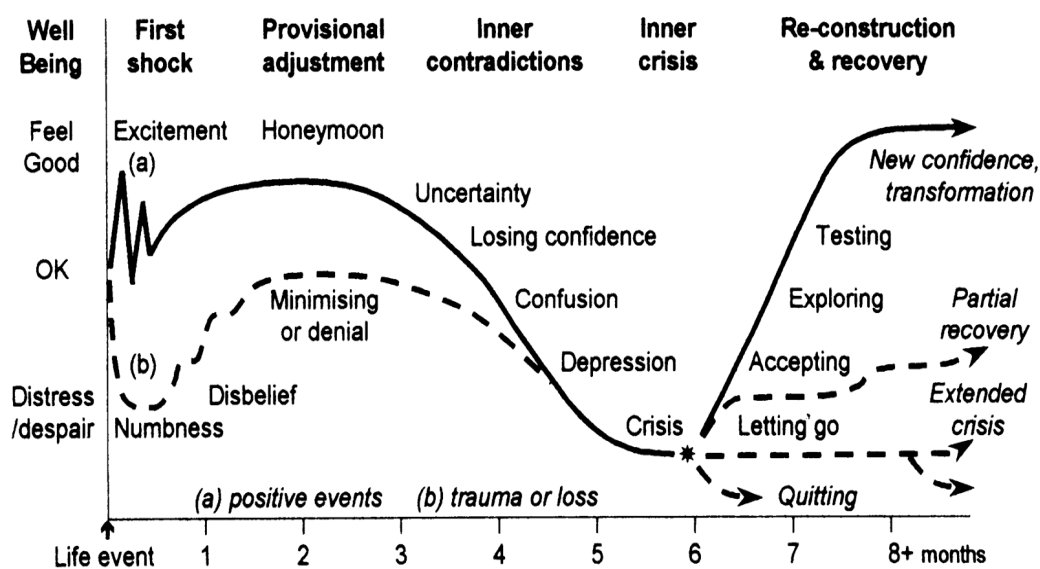 Well Being
First shock
Provisional adjustment
Inner contradictions
Inner crisis
Re-construction & recovery
Feel Good
Excitement
Honeymoon
(a)
New confidence, transformation
Uncertainty
Losing confidence
Testing
OK
Minimising or denial
Confusion
Exploring
Partial recovery
(b)
Depression
Accepting
Distress /despair
Disbelief
Numbness
Crisis
Letting go
Extended crisis
(a) positive events
(b) trauma or loss
Quitting
Life event
1
2
3
4
5
6
7
8+ months